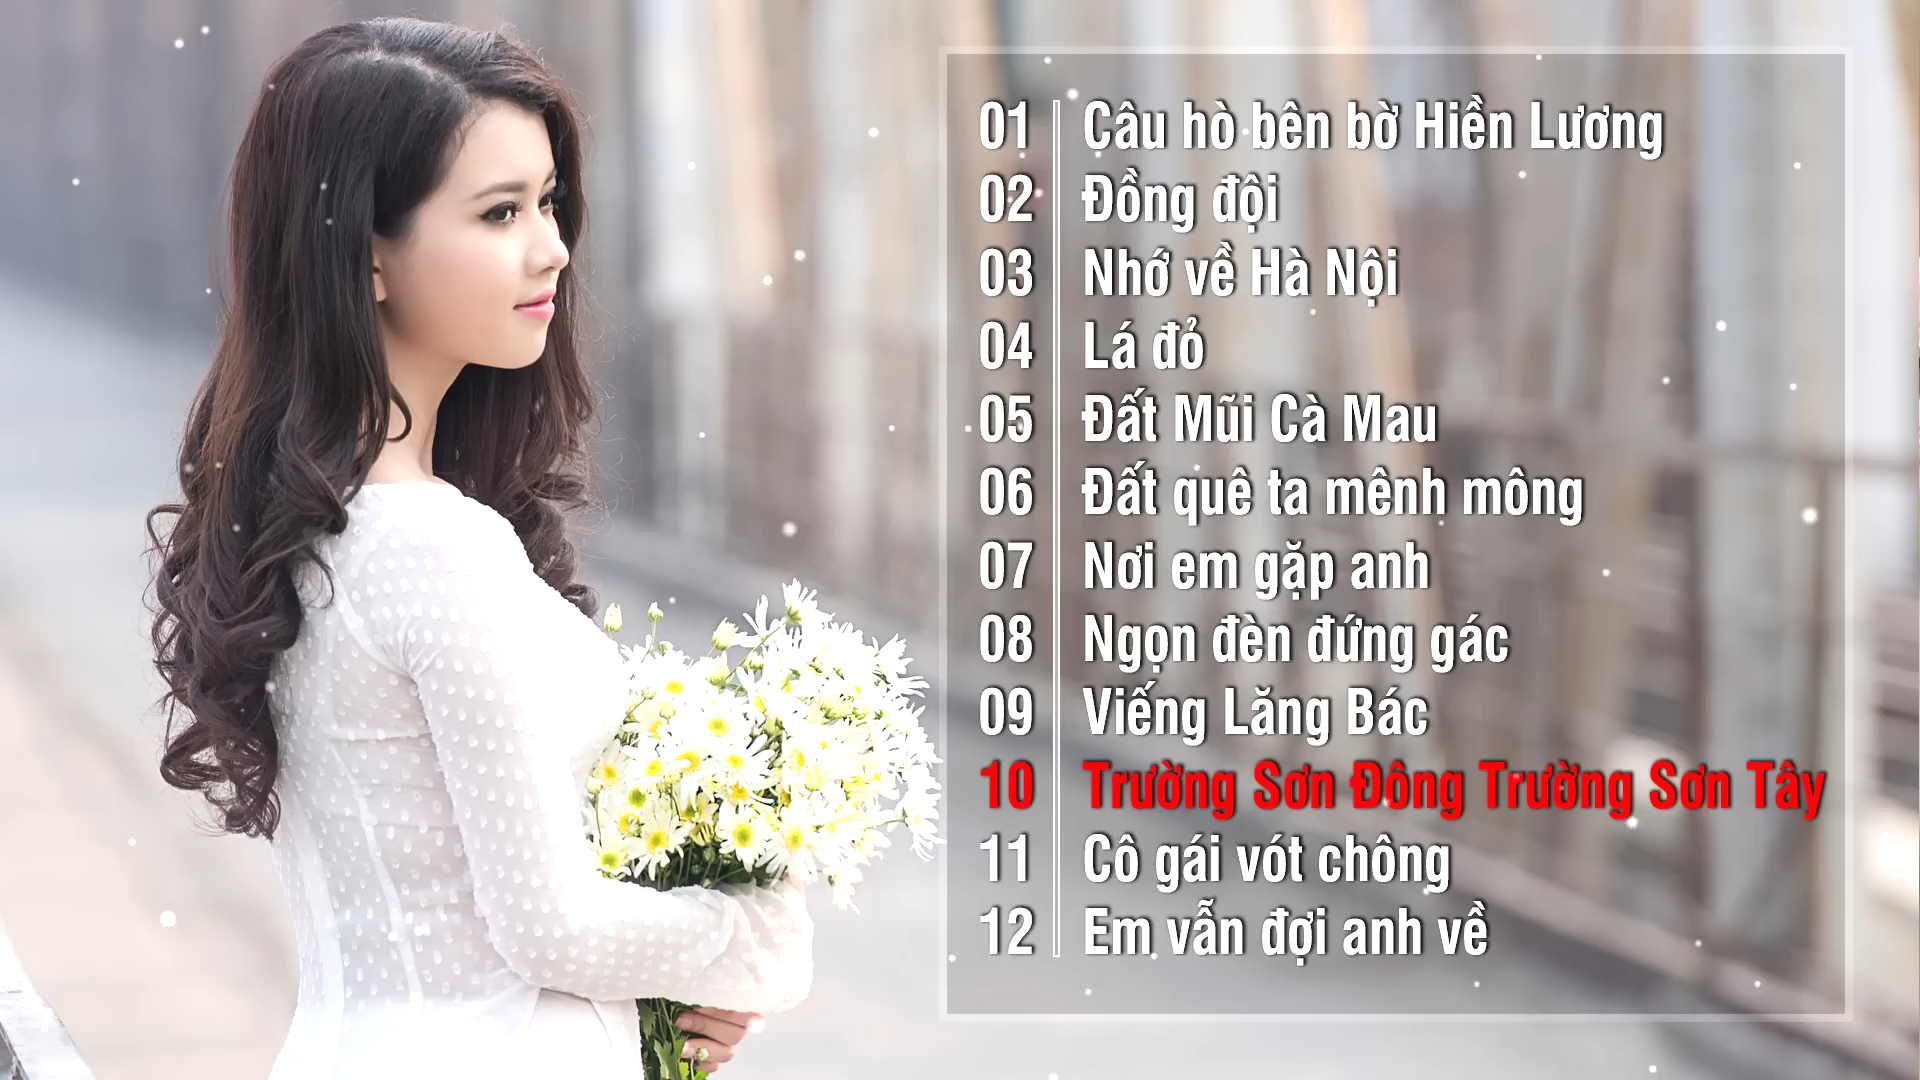 01 Câu hò bên bờ Hiền Lương
02 Đồng đội
03 Nhớ về Hà Nội
04 Lá đỏ
05 Đất Mũi Cà Mau
06 Đất quê ta mênh mông
07 Nơi em gặp anh
08 Ngọn đèn đứng gác
09 Viếng Lăng Bác
10 Trường Sơn Đông Trường Sơn Tây
11 Cô gái vót chông
12 Em vẫn đợi anh về